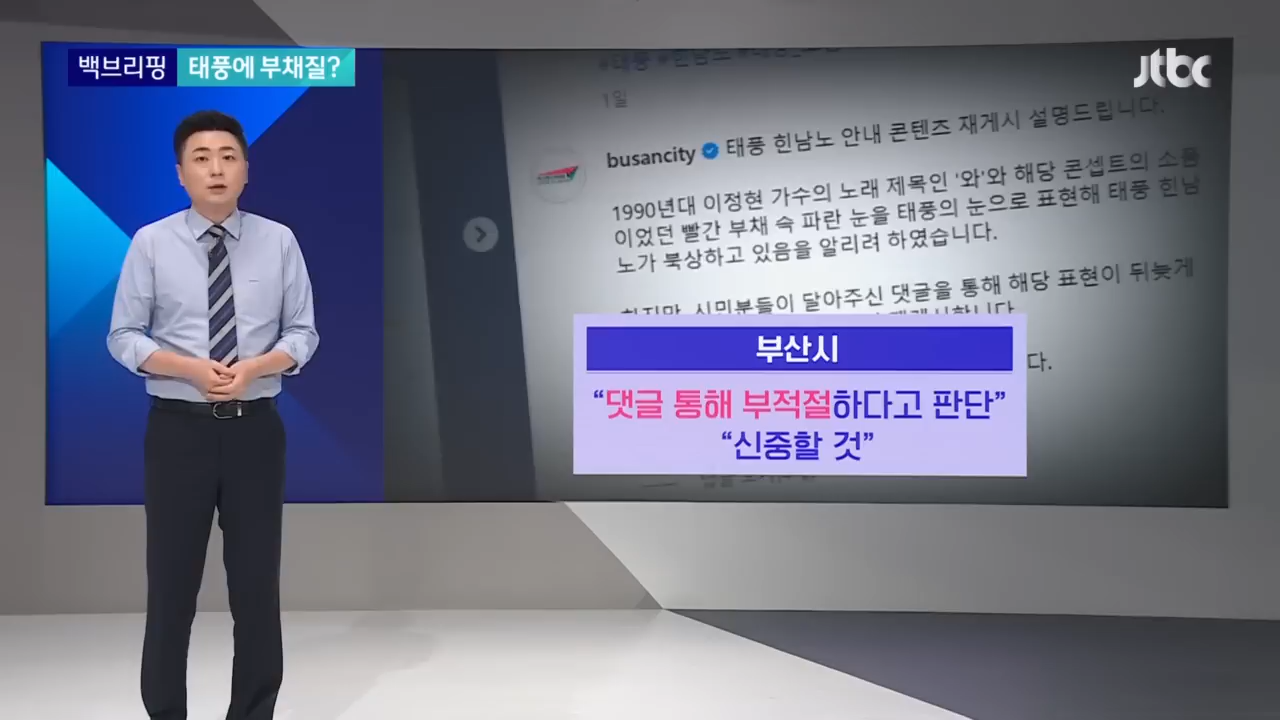 백브리핑 태풍에 부채질?
jtbc
1일
busancity 태풍 힌남노 안내 콘텐츠 재게시 설명드립니다.
1990년대 이정현 가수의 노래 제목인 '와'와 해당 콘셉트의 소품
이었던 빨간 부채 속 파란 눈을 태풍의 눈으로 표현해 태풍 힌남
노가 북상하고 있음을 알리려 하였습니다.
하지만, 시민분들이 달아주신 댓글을 통해 해당 표현이 뒤늦게
부산시
“댓글 통해 부적절하다고 판단”
“신중할 것”